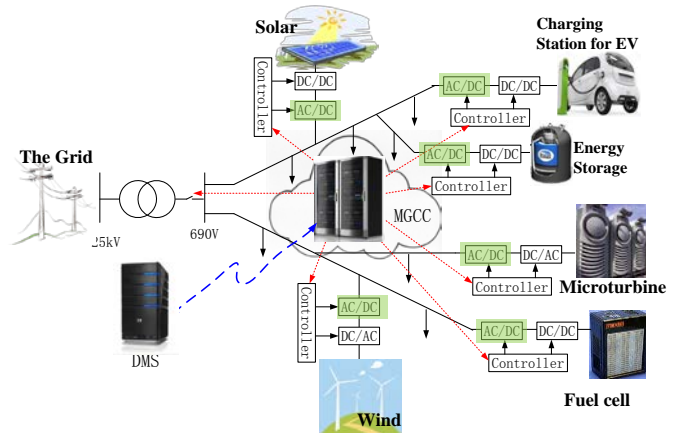 Solar
Charging
Station for EV
Controller
DC/DC
AC/DC
AC/DC
DC/DC
Controller
The Grid
AC/DC
DC/DC
Controller
Energy
Storage
MGCC
25kV
690V
AC/DC
DC/AC
Controller
Microturbine
DMS
Controller
AC/DC
DC/AC
AC/DC
DC/DC
Controller
Wind
Fuel cell